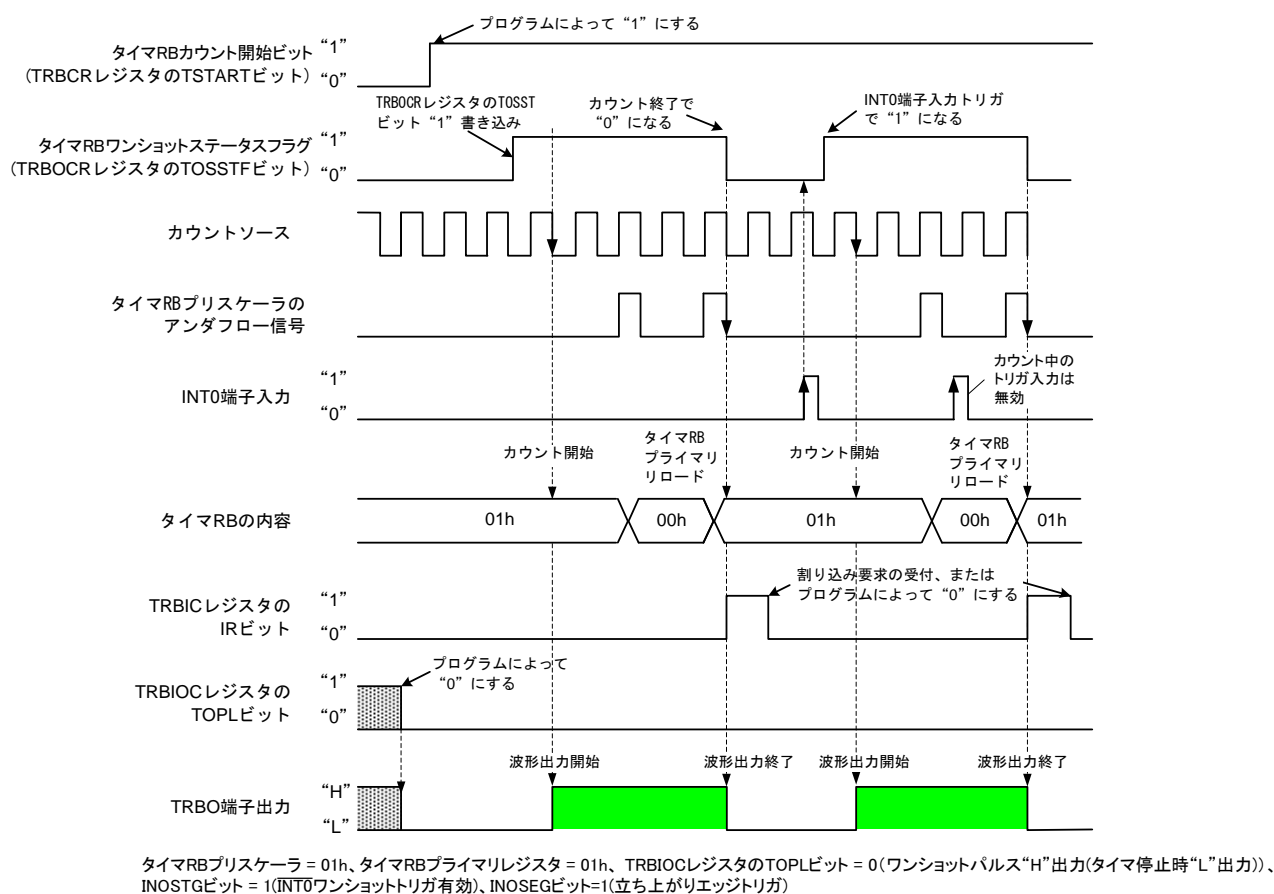 プログラムによって “1” にする
タイマRBカウント開始ビット
(TRBCRレジスタのTSTARTビット)
“1”
“0”
TRBOCRレジスタのTOSST
ビット “1” 書き込み
カウント終了で
“0” になる
INT0端子入力トリガ
で “1” になる
タイマRBワンショットステータスフラグ
(TRBOCRレジスタのTOSSTFビット)
“1”
“0”
カウントソース
タイマRBプリスケーラの
アンダフロー信号
INT0端子入力
“1”
“0”
カウント中の
トリガ入力は
無効
カウント開始
タイマRB
プライマリ
リロード
カウント開始
タイマRB
プライマリ
リロード
タイマRBの内容
01h
00h
01h
00h
01h
割り込み要求の受付、または
プログラムによって “0” にする
TRBICレジスタの
IRビット
“1”
“0”
プログラムによって
“0” にする
TRBIOCレジスタの
TOPLビット
“1”
“0”
波形出力開始
波形出力終了
波形出力開始
波形出力終了
TRBO端子出力
“H”
“L”
タイマRBプリスケーラ = 01h、タイマRBプライマリレジスタ = 01h、 TRBIOCレジスタのTOPLビット = 0(ワンショットパルス“H”出力(タイマ停止時“L”出力))、
INOSTGビット = 1(INT0ワンショットトリガ有効)、INOSEGビット=1(立ち上がりエッジトリガ)